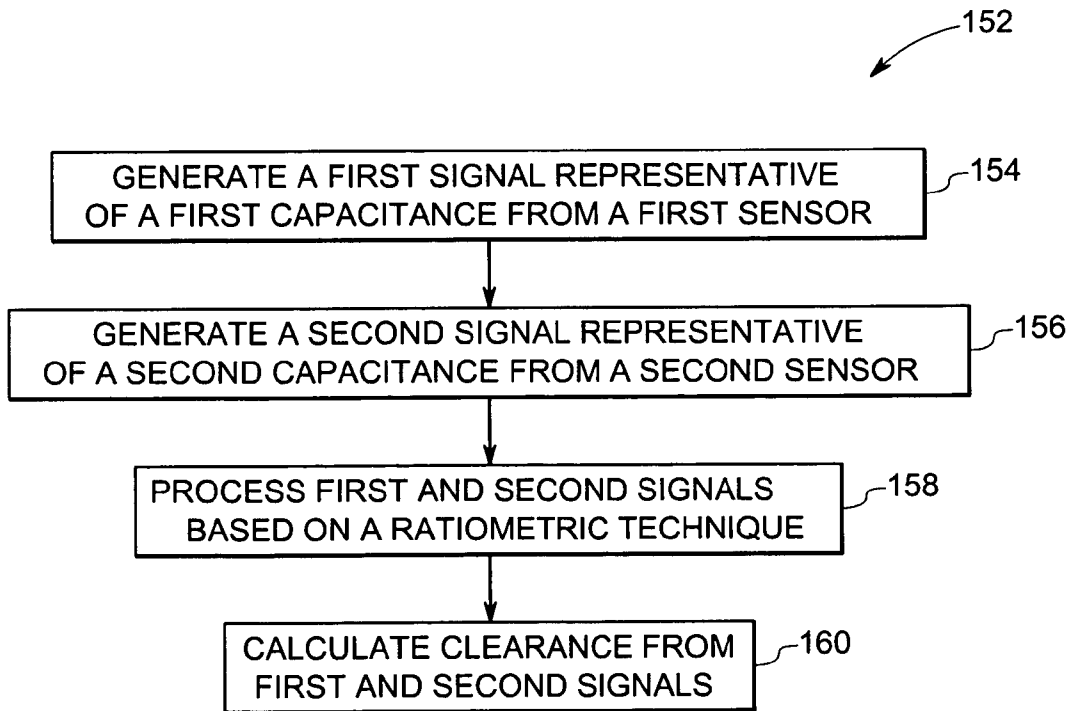 152
GENERATE A FIRST SIGNAL REPRESENTATIVE
OF A FIRST CAPACITANCE FROM A FIRST SENSOR
154
GENERATE A SECOND SIGNAL REPRESENTATIVE
OF A SECOND CAPACITANCE FROM A SECOND SENSOR
156
PROCESS FIRST AND SECOND SIGNALS
BASED ON A RATIOMETRIC TECHNIQUE
158
CALCULATE CLEARANCE FROM
FIRST AND SECOND SIGNALS
160